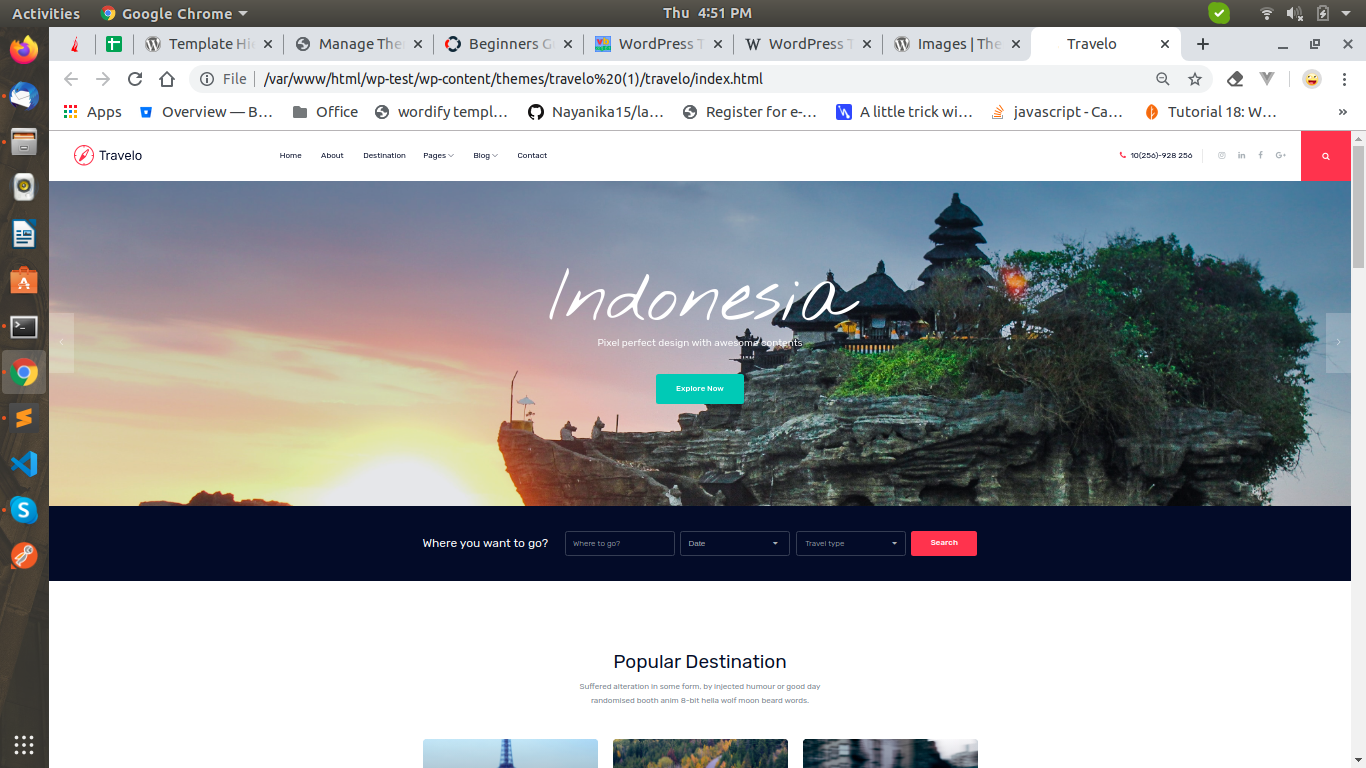 Activities Google Chrome Thu 4:51 PM
Template Hi Manage The Beginners G WordPress T WordPress T Images | The Travelo
File /var/www/html/wp-test/wp-content/themes/travelo%20(1)/travelo/index.html
Apps Overview — B... Office wordify templ... Nayanika15/la... Register for e-... A little trick wi... javascript - Ca... Tutorial 18: W... »
Travelo Home About Destination Pages Blog Contact 10(256)-928 256
Indonesia
Pixel perfect design with awesome contents
Explore Now
Where you want to go? Where to go? Date Travel type Search
Popular Destination
Suffered alteration in some form, by injected humour or good day
randomised booth anim 8-bit hella wolf moon beard words.